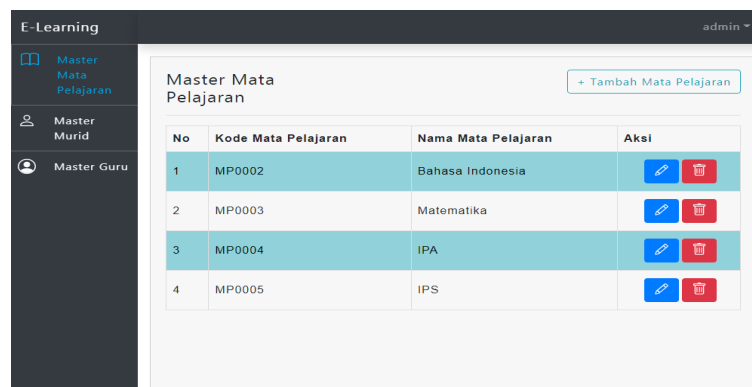 E-Learning
admin
Master
Mata
Pelajaran
Master
Murid
Master Guru
Master Mata
Pelajaran
+ Tambah Mata Pelajaran
No Kode Mata Pelajaran Nama Mata Pelajaran Aksi
1 MP0002 Bahasa Indonesia
2 MP0003 Matematika
3 MP0004 IPA
4 MP0005 IPS